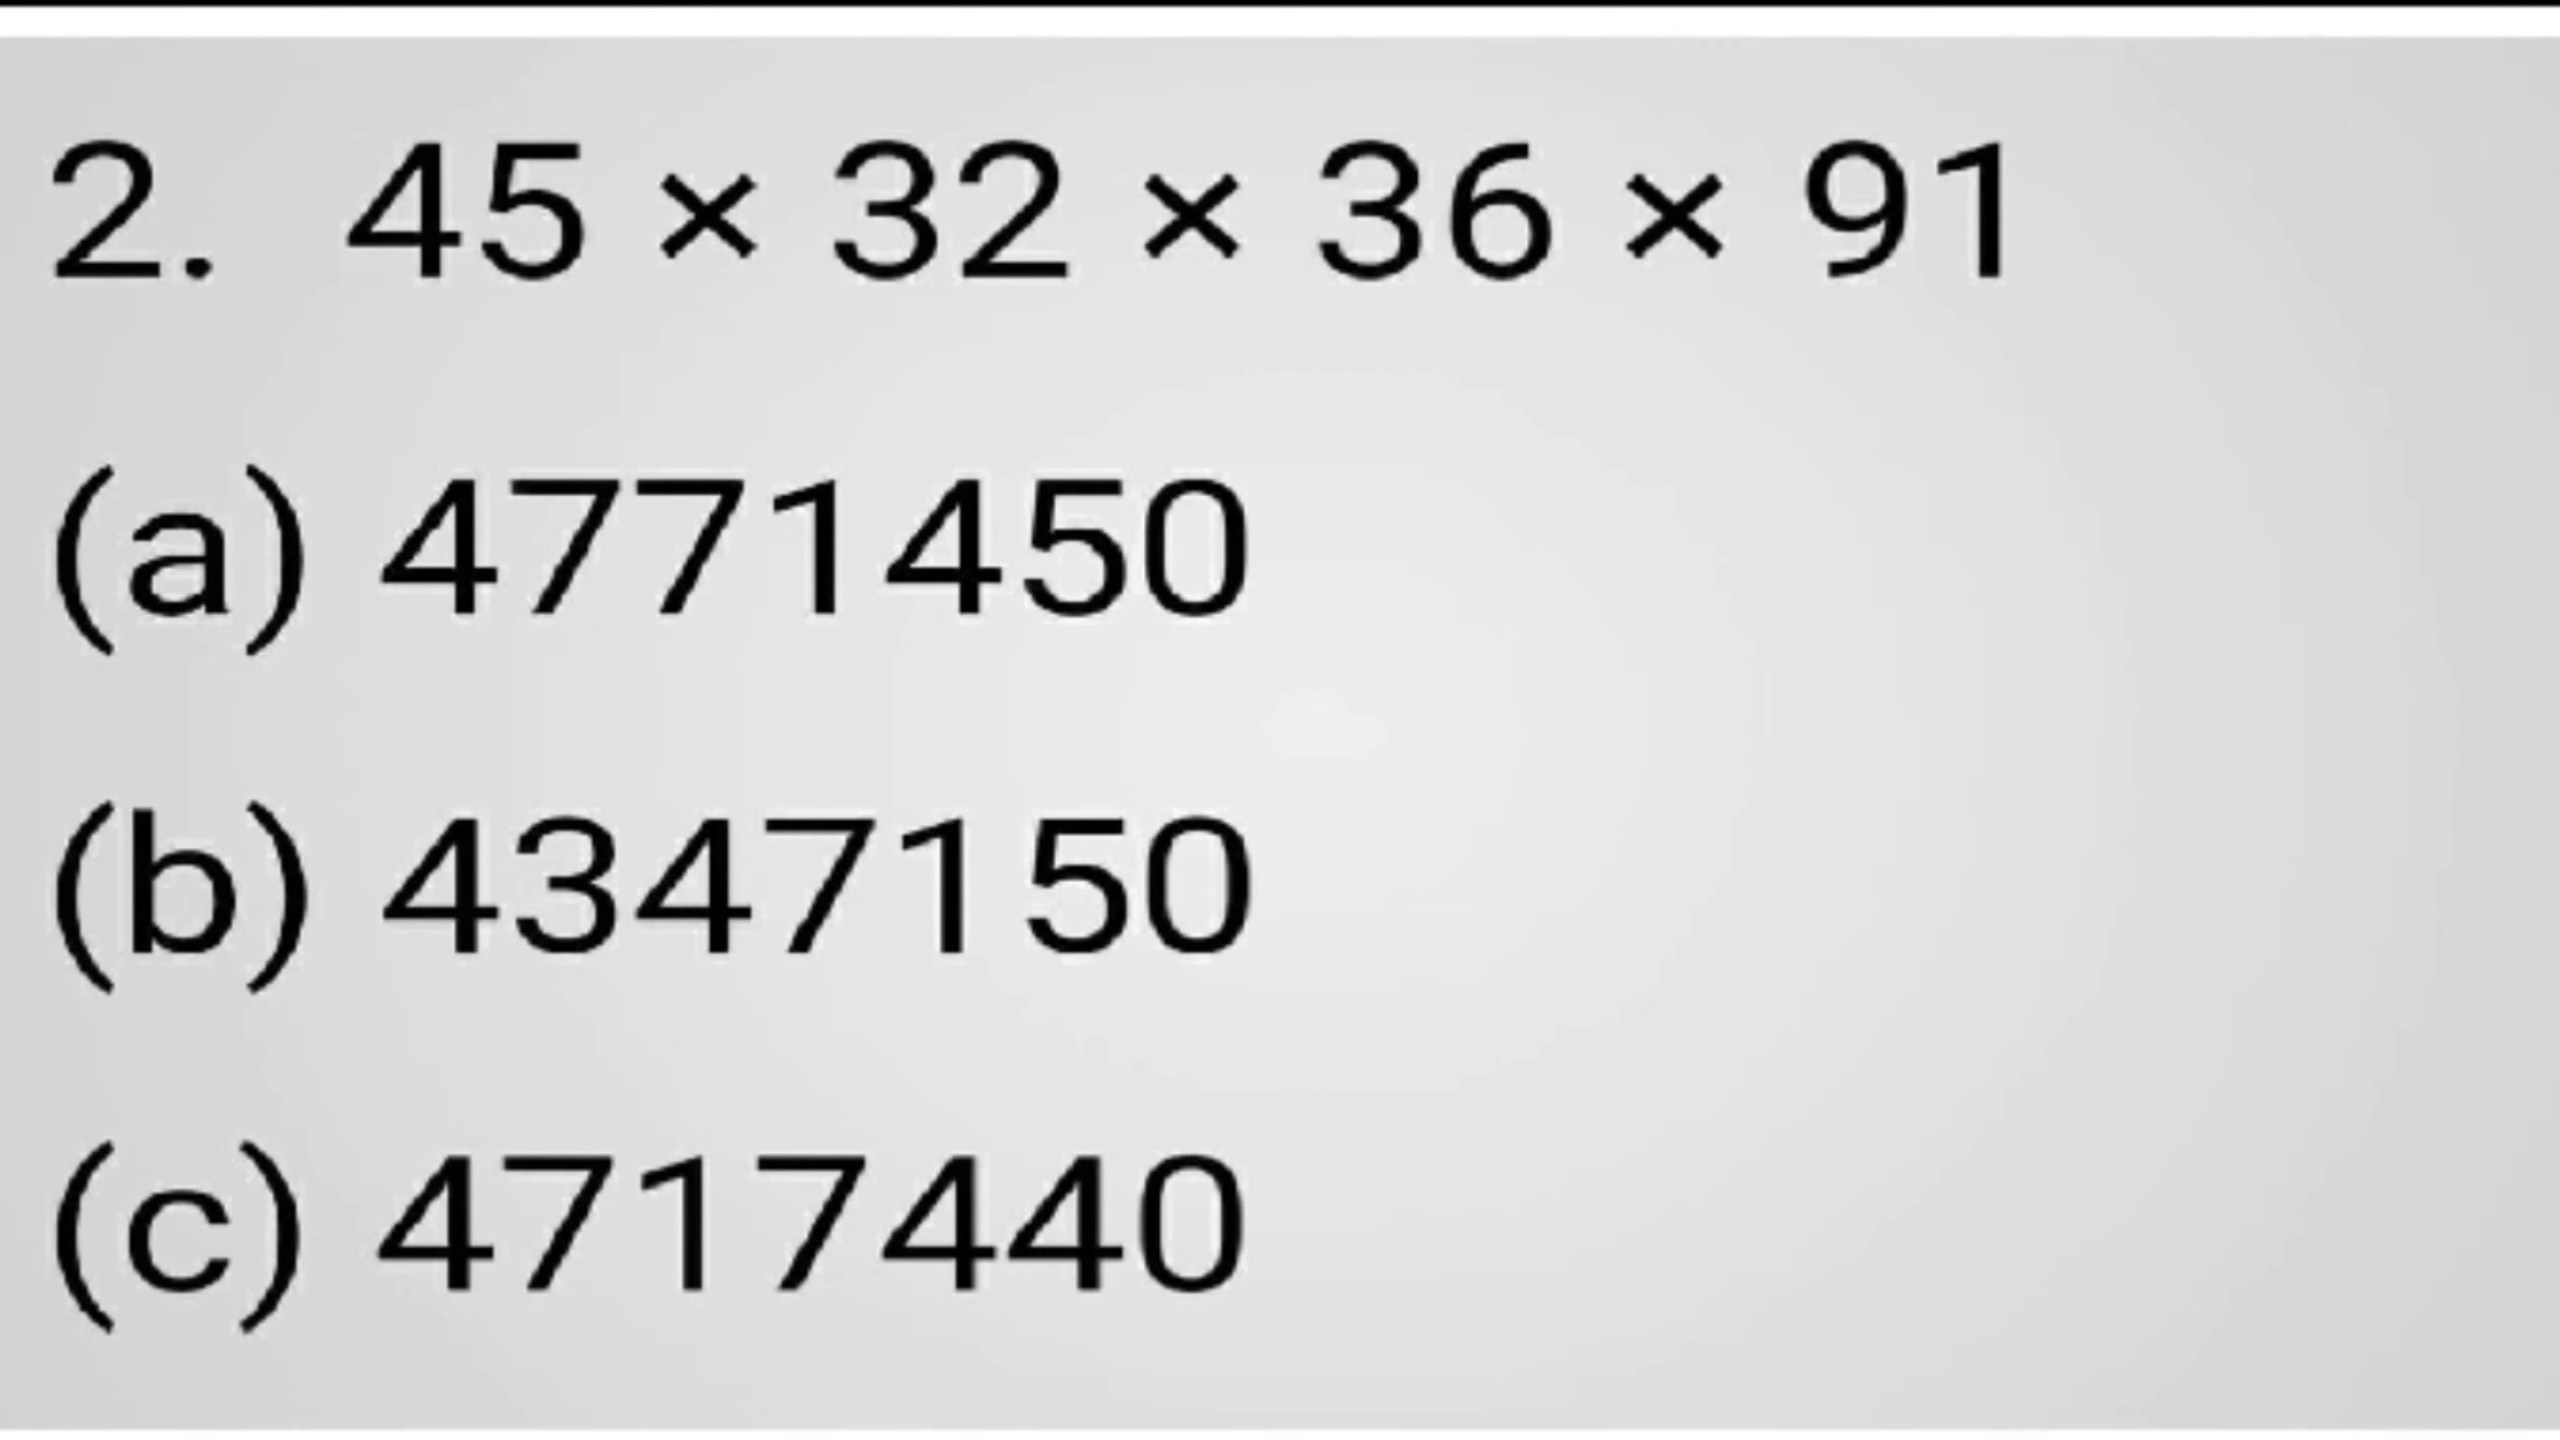 2. 45 × 32 × 36 × 91
(a) 4771450
(b) 4347150
(c) 4717440